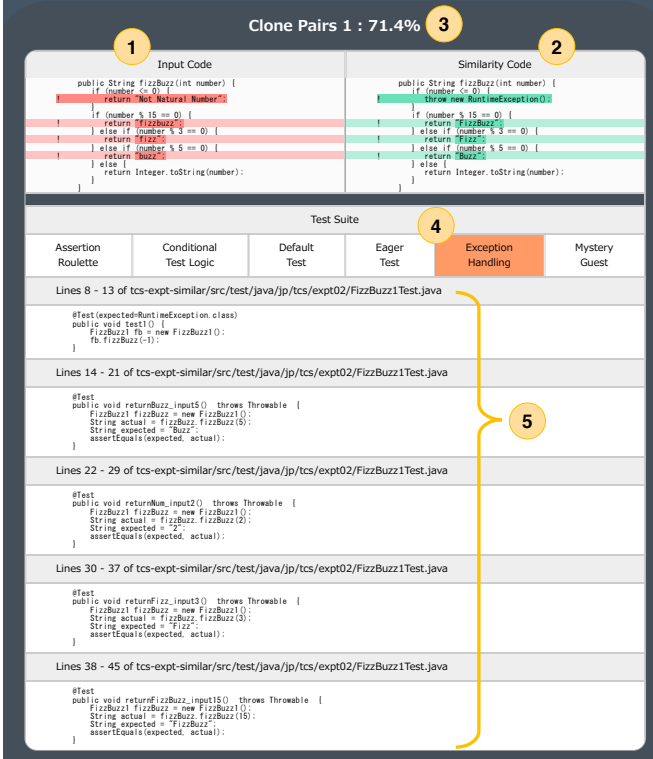 Clone Pairs 1 : 71.4% 3
1 2
Input Code Similarity Code
public String fizzBuzz(int number) {
if (number <= 0) {
! return "Not Natural Number";
}
if (number % 15 == 0) {
! return "fizzbuzz";
} else if (number % 3 == 0) {
! return "fizz";
} else if (number % 5 == 0) {
! return "buzz";
} else {
return Integer.toString(number);
}
}
public String fizzBuzz(int number) {
if (number <= 0) {
! throw new RuntimeException();
}
if (number % 15 == 0) {
! return "FizzBuzz";
} else if (number % 3 == 0) {
! return "Fizz";
} else if (number % 5 == 0) {
! return "Buzz";
} else {
return Integer.toString(number);
}
}
Test Suite
4
Assertion Roulette
Conditional Test Logic
Default Test
Eager Test
Exception Handling
Mystery Guest
Lines 8 - 13 of tcs-expt-similar/src/test/java/jp/tcs/expt02/FizzBuzz1Test.java
@Test(expected=RuntimeException.class)
public void test1() {
FizzBuzz1 fb = new FizzBuzz1();
fb.fizzBuzz(-1);
}
Lines 14 - 21 of tcs-expt-similar/src/test/java/jp/tcs/expt02/FizzBuzz1Test.java
@Test
public void returnBuzz_input5() throws Throwable {
FizzBuzz1 fizzBuzz = new FizzBuzz1();
String actual = fizzBuzz.fizzBuzz(5);
String expected = "Buzz";
assertEquals(expected, actual);
}
5
Lines 22 - 29 of tcs-expt-similar/src/test/java/jp/tcs/expt02/FizzBuzz1Test.java
@Test
public void returnNum_input2() throws Throwable {
FizzBuzz1 fizzBuzz = new FizzBuzz1();
String actual = fizzBuzz.fizzBuzz(2);
String expected = "2";
assertEquals(expected, actual);
}
Lines 30 - 37 of tcs-expt-similar/src/test/java/jp/tcs/expt02/FizzBuzz1Test.java
@Test
public void returnFizz_input3() throws Throwable {
FizzBuzz1 fizzBuzz = new FizzBuzz1();
String actual = fizzBuzz.fizzBuzz(3);
String expected = "Fizz";
assertEquals(expected, actual);
}
Lines 38 - 45 of tcs-expt-similar/src/test/java/jp/tcs/expt02/FizzBuzz1Test.java
@Test
public void returnFizzBuzz_input15() throws Throwable {
FizzBuzz1 fizzBuzz = new FizzBuzz1();
String actual = fizzBuzz.fizzBuzz(15);
String expected = "FizzBuzz";
assertEquals(expected, actual);
}